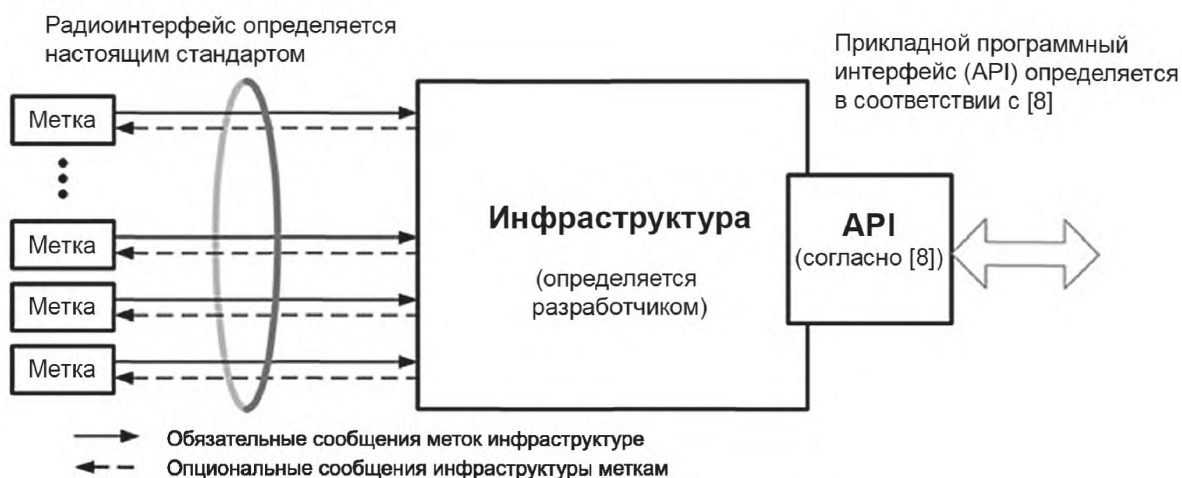 Радиоинтерфейс определяется
настоящим стандартом
Прикладной программный
интерфейс (API) определяется
в соответствии с [8]
Метка
Метка
Метка
Метка
Инфраструктура
(определяется
разработчиком)
API
(согласно [8])
Обязательные сообщения меток инфраструктуре
Опциональные сообщения инфраструктуры меткам